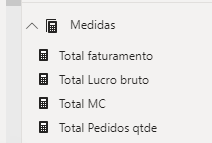 Medidas
Total faturamento
Total Lucro bruto
Total MC
Total Pedidos qtde